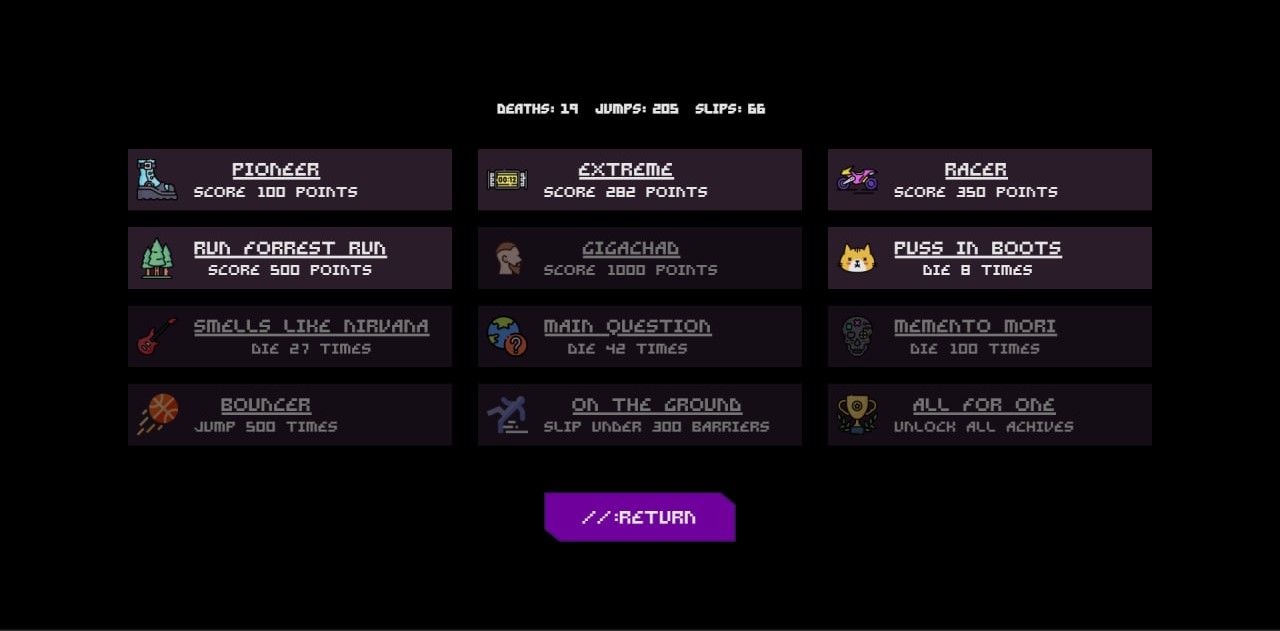 DEATHS: 19 JUMPS: 205 SLIPS: 66
PIONEER
SCORE 100 POINTS
EXTREME
SCORE 282 POINTS
RACER
SCORE 350 POINTS
RUN FORREST RUN
SCORE 500 POINTS
GIGACHAD
SCORE 1000 POINTS
PUSS IN BOOTS
DIE 8 TIMES
SMELLS LIKE NIRVANA
DIE 27 TIMES
MAIN QUESTION
DIE 42 TIMES
MEMENTO MORI
DIE 100 TIMES
BOUNCER
JUMP 500 TIMES
ON THE GROUND
SLIP UNDER 300 BARRIERS
ALL FOR ONE
UNLOCK ALL ACHIVES
//:RETURN